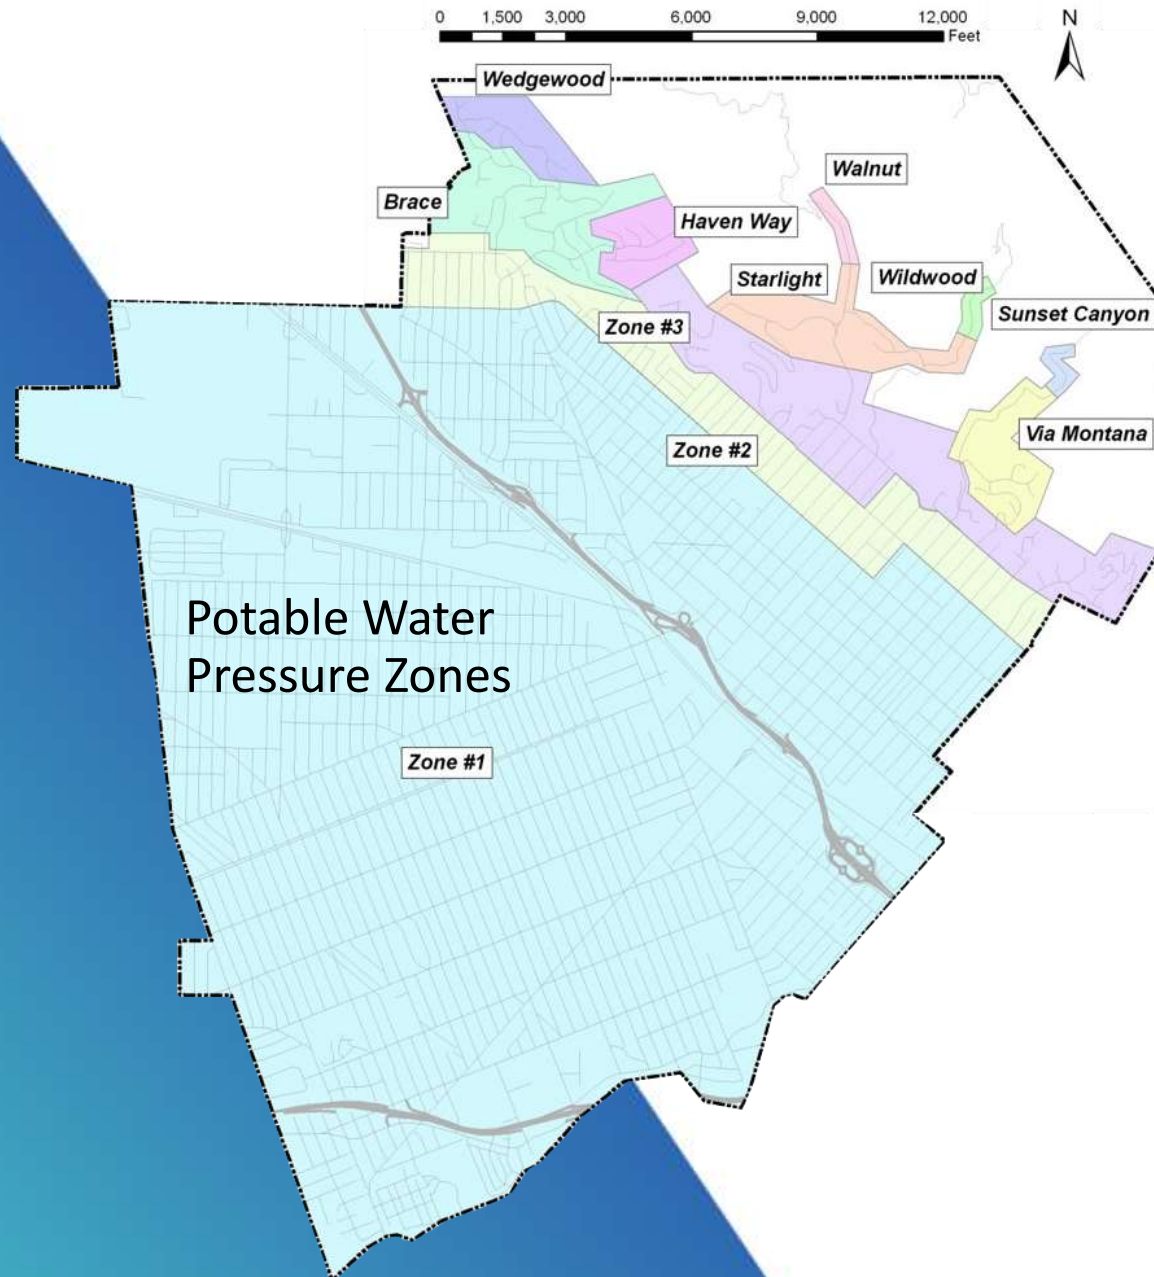 0 1,500 3,000 6,000 9,000 12,000
Feet
N
Wedgewood
Walnut
Brace
Haven Way
Starlight
Wildwood
Sunset Canyon
Zone #3
Via Montana
Zone #2
Potable Water
Pressure Zones
Zone #1